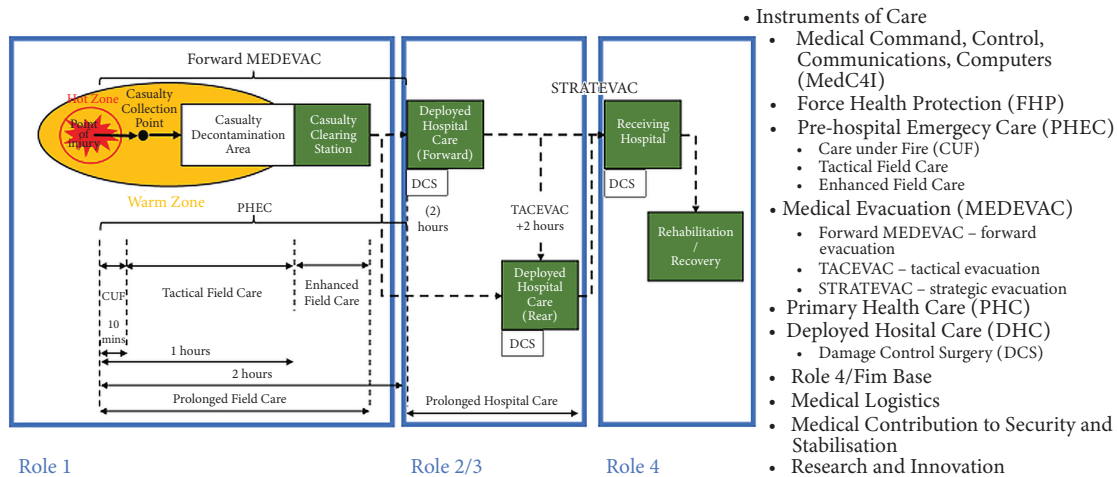 Forward MEDEVAC
Hot Zone
Point of
injury
Casualty
Collection
Point
Casualty
Decontamination
Area
Casualty
Clearing
Station
Warm Zone
PHEC
CUF
Tactical Field Care
Enhanced
Field Care
10
mins
1 hours
2 hours
Prolonged Field Care
Role 1
Deployed
Hospital
Care
(Forward)
DCS
(2)
hours
STRATEVAC
TACEVAC
+2 hours
Deployed
Hospital
Care
(Rear)
DCS
Prolonged Hospital Care
Role 2/3
Receiving
Hospital
DCS
Rehabilitation
/
Recovery
Role 4
• Instruments of Care
• Medical Command, Control,
Communications, Computers
(MedC4I)
• Force Health Protection (FHP)
• Pre-hospital Emergecy Care (PHEC)
• Care under Fire (CUF)
• Tactical Field Care
• Enhanced Field Care
• Medical Evacuation (MEDEVAC)
• Forward MEDEVAC – forward
evacuation
• TACEVAC – tactical evacuation
• STRATEVAC – strategic evacuation
• Primary Health Care (PHC)
• Deployed Hosital Care (DHC)
• Damage Control Surgery (DCS)
• Role 4/Fim Base
• Medical Logistics
• Medical Contribution to Security and
Stabilisation
• Research and Innovation